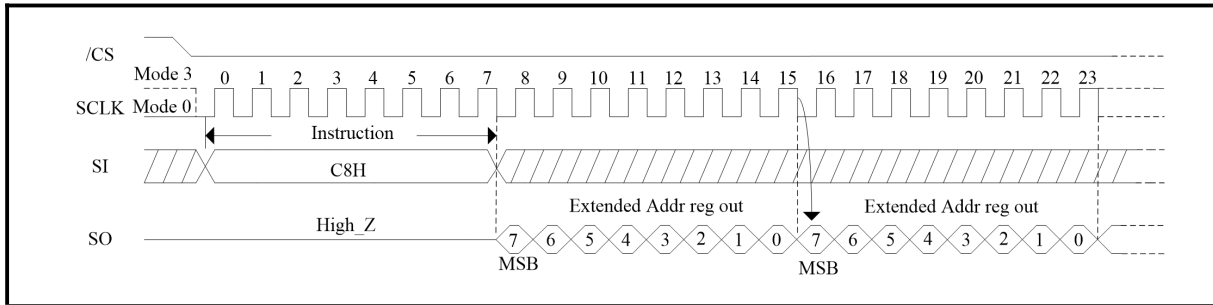 /CS
Mode 3 0 1 2 3 4 5 6 7 8 9 10 11 12 13 14 15 16 17 18 19 20 21 22 23
SCLK Mode 0
Instruction
SI C8H
Extended Addr reg out Extended Addr reg out
High_Z
SO 7 6 5 4 3 2 1 0 7 6 5 4 3 2 1 0
MSB MSB